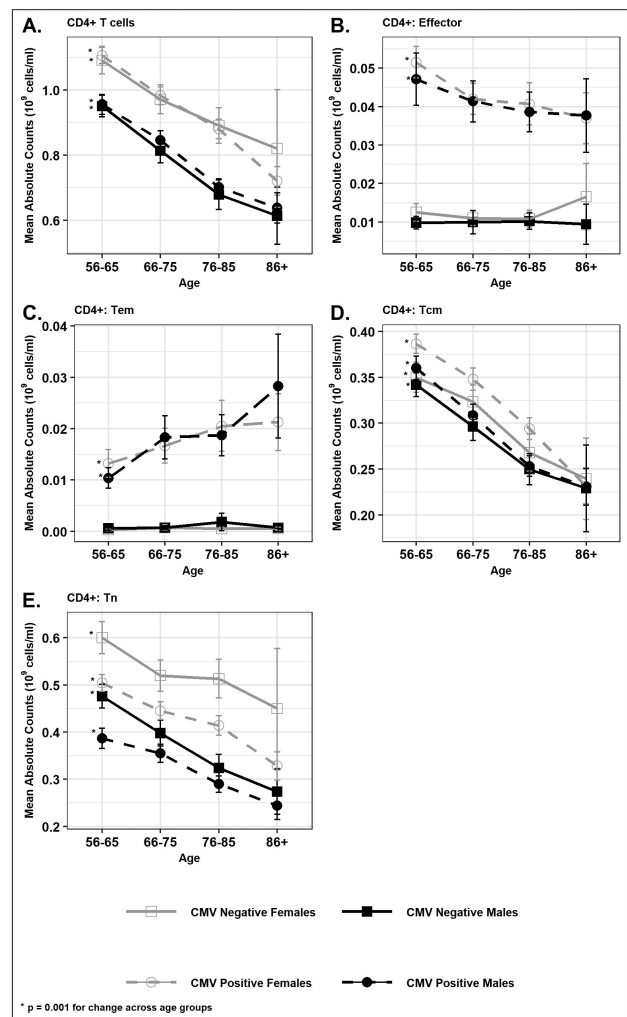 A. CD4+ T cells
*
*
*
*
Mean Absolute Counts (10⁹ cells/ml)
1.0
0.8
0.6
56-65 66-75 76-85 86+
Age
B. CD4+: Effector
*
*
Mean Absolute Counts (10⁹ cells/ml)
0.05
0.04
0.03
0.02
0.01
56-65 66-75 76-85 86+
Age
C. CD4+: Tem
*
*
Mean Absolute Counts (10⁹ cells/ml)
0.04
0.03
0.02
0.01
0.00
56-65 66-75 76-85 86+
Age
D. CD4+: Tcm
*
*
*
*
Mean Absolute Counts (10⁹ cells/ml)
0.40
0.35
0.30
0.25
0.20
56-65 66-75 76-85 86+
Age
E. CD4+: Tn
*
*
*
*
Mean Absolute Counts (10⁹ cells/ml)
0.6
0.5
0.4
0.3
0.2
56-65 66-75 76-85 86+
Age
CMV Negative Females CMV Negative Males
CMV Positive Females CMV Positive Males
* p = 0.001 for change across age groups